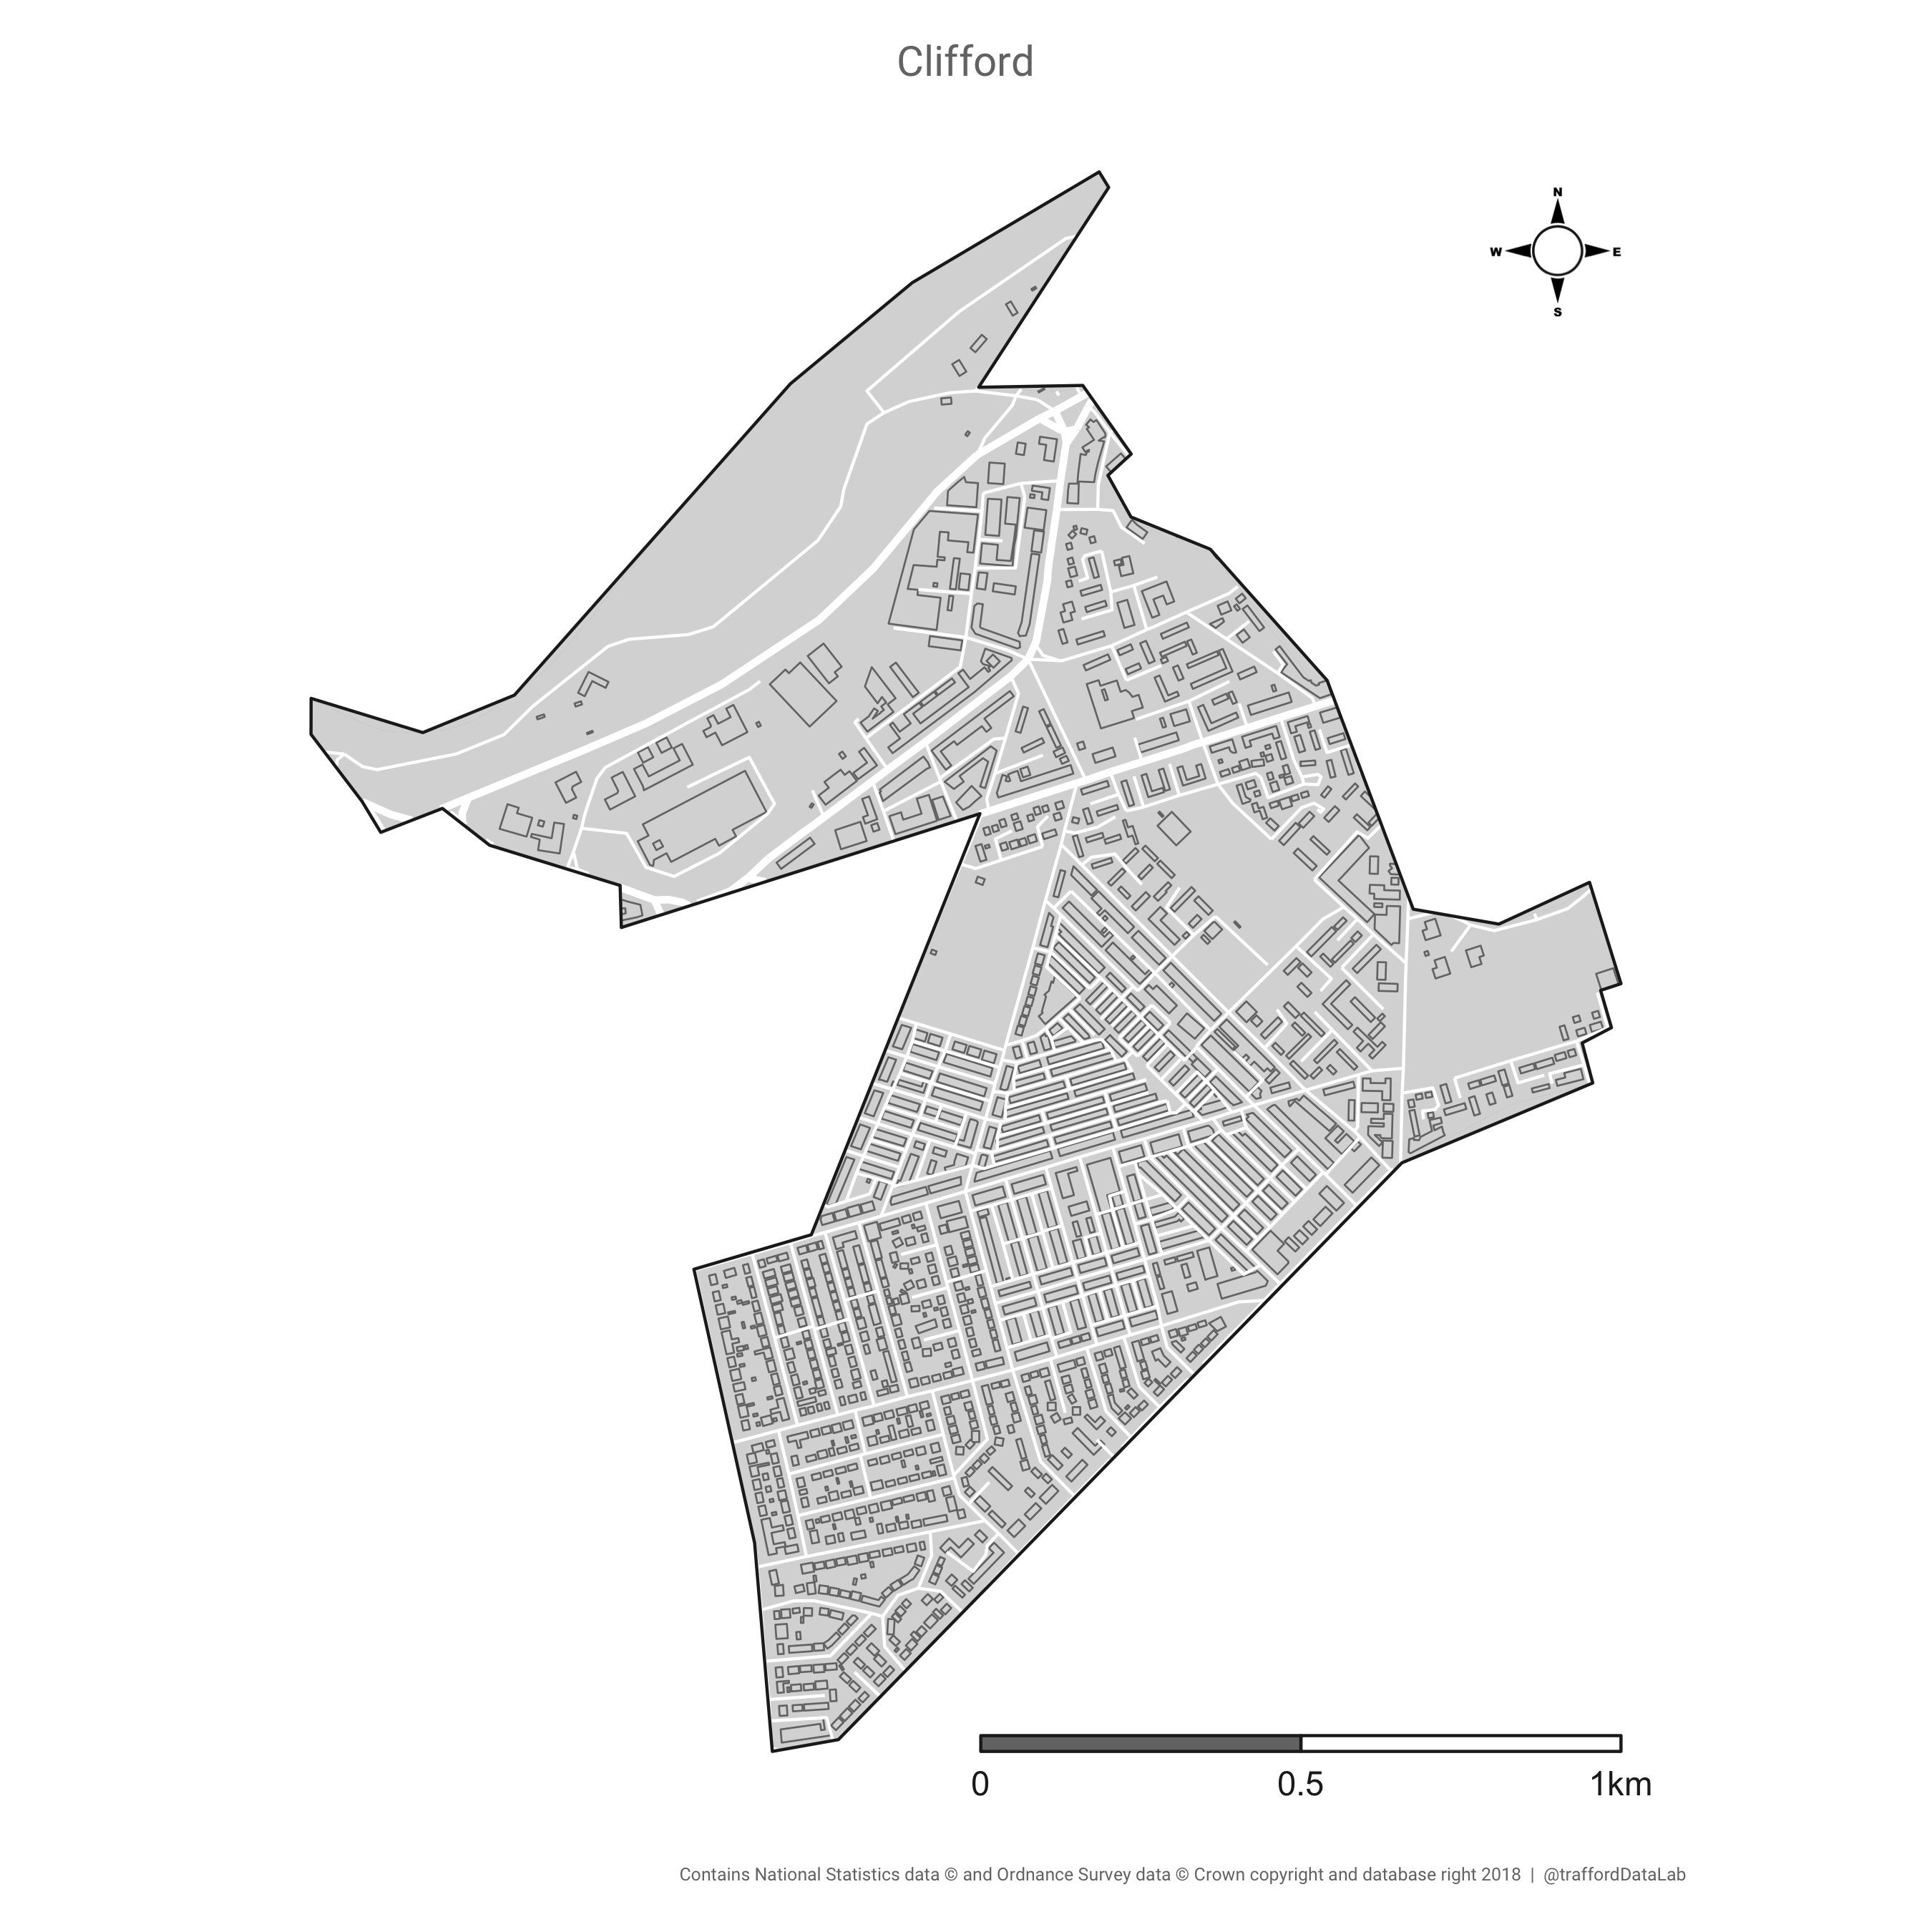 Clifford
N
W E
S
0 0.5 1km
Contains National Statistics data © and Ordnance Survey data © Crown copyright and database right 2018 | @traffordDataLab